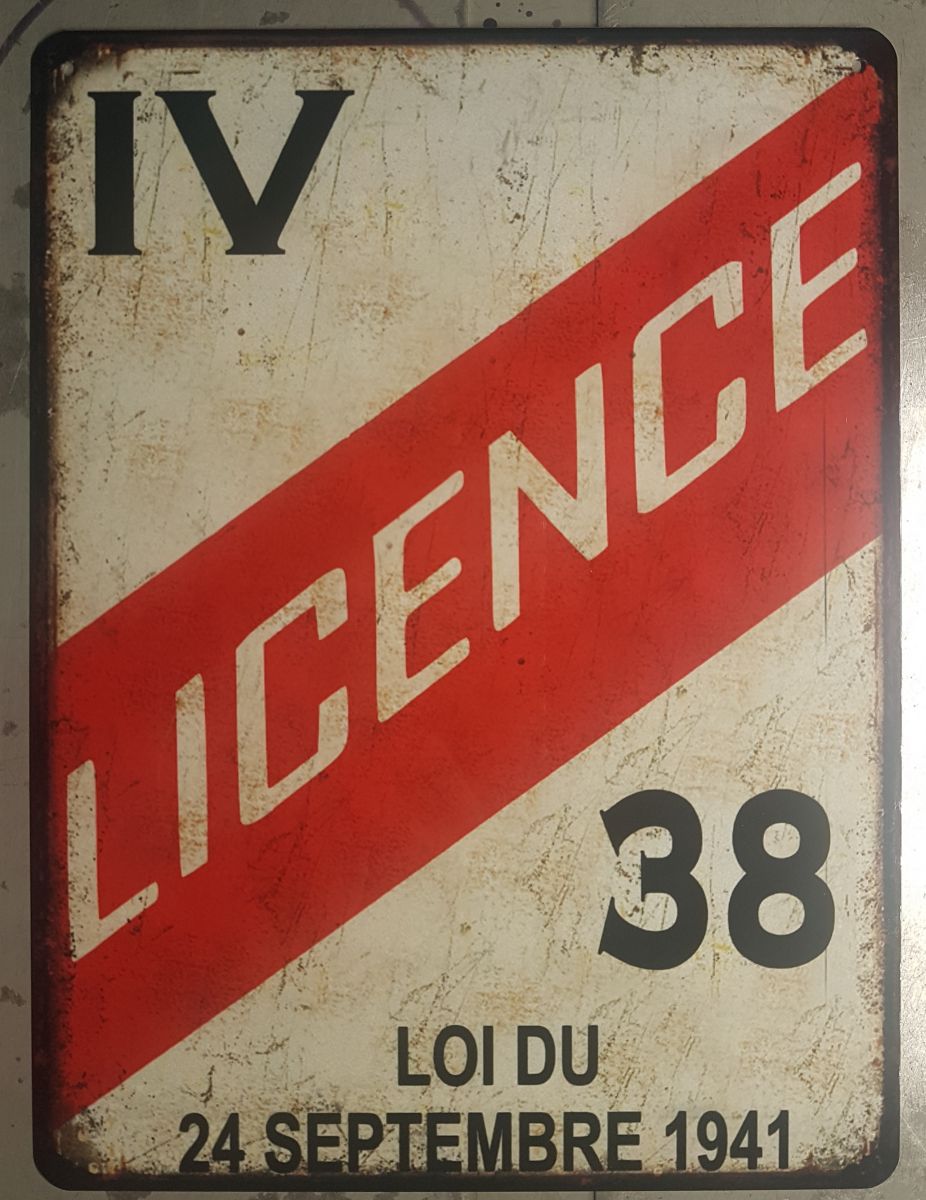 IV
LICENCE
38
LOI DU
24 SEPTEMBRE 1941